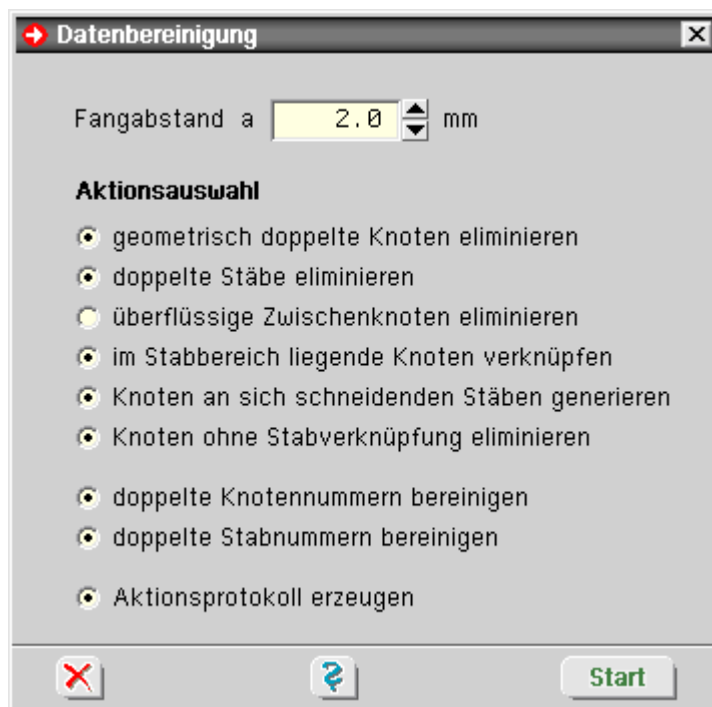 Datenbereinigung
Fangabstand a 2.0 mm
Aktionsauswahl
geometrisch doppelte Knoten eliminieren
doppelte Stäbe eliminieren
überflüssige Zwischenknoten eliminieren
im Stabbereich liegende Knoten verknüpfen
Knoten an sich schneidenden Stäben generieren
Knoten ohne Stabverknüpfung eliminieren
doppelte Knotennummern bereinigen
doppelte Stabnummern bereinigen
Aktionsprotokoll erzeugen
Start